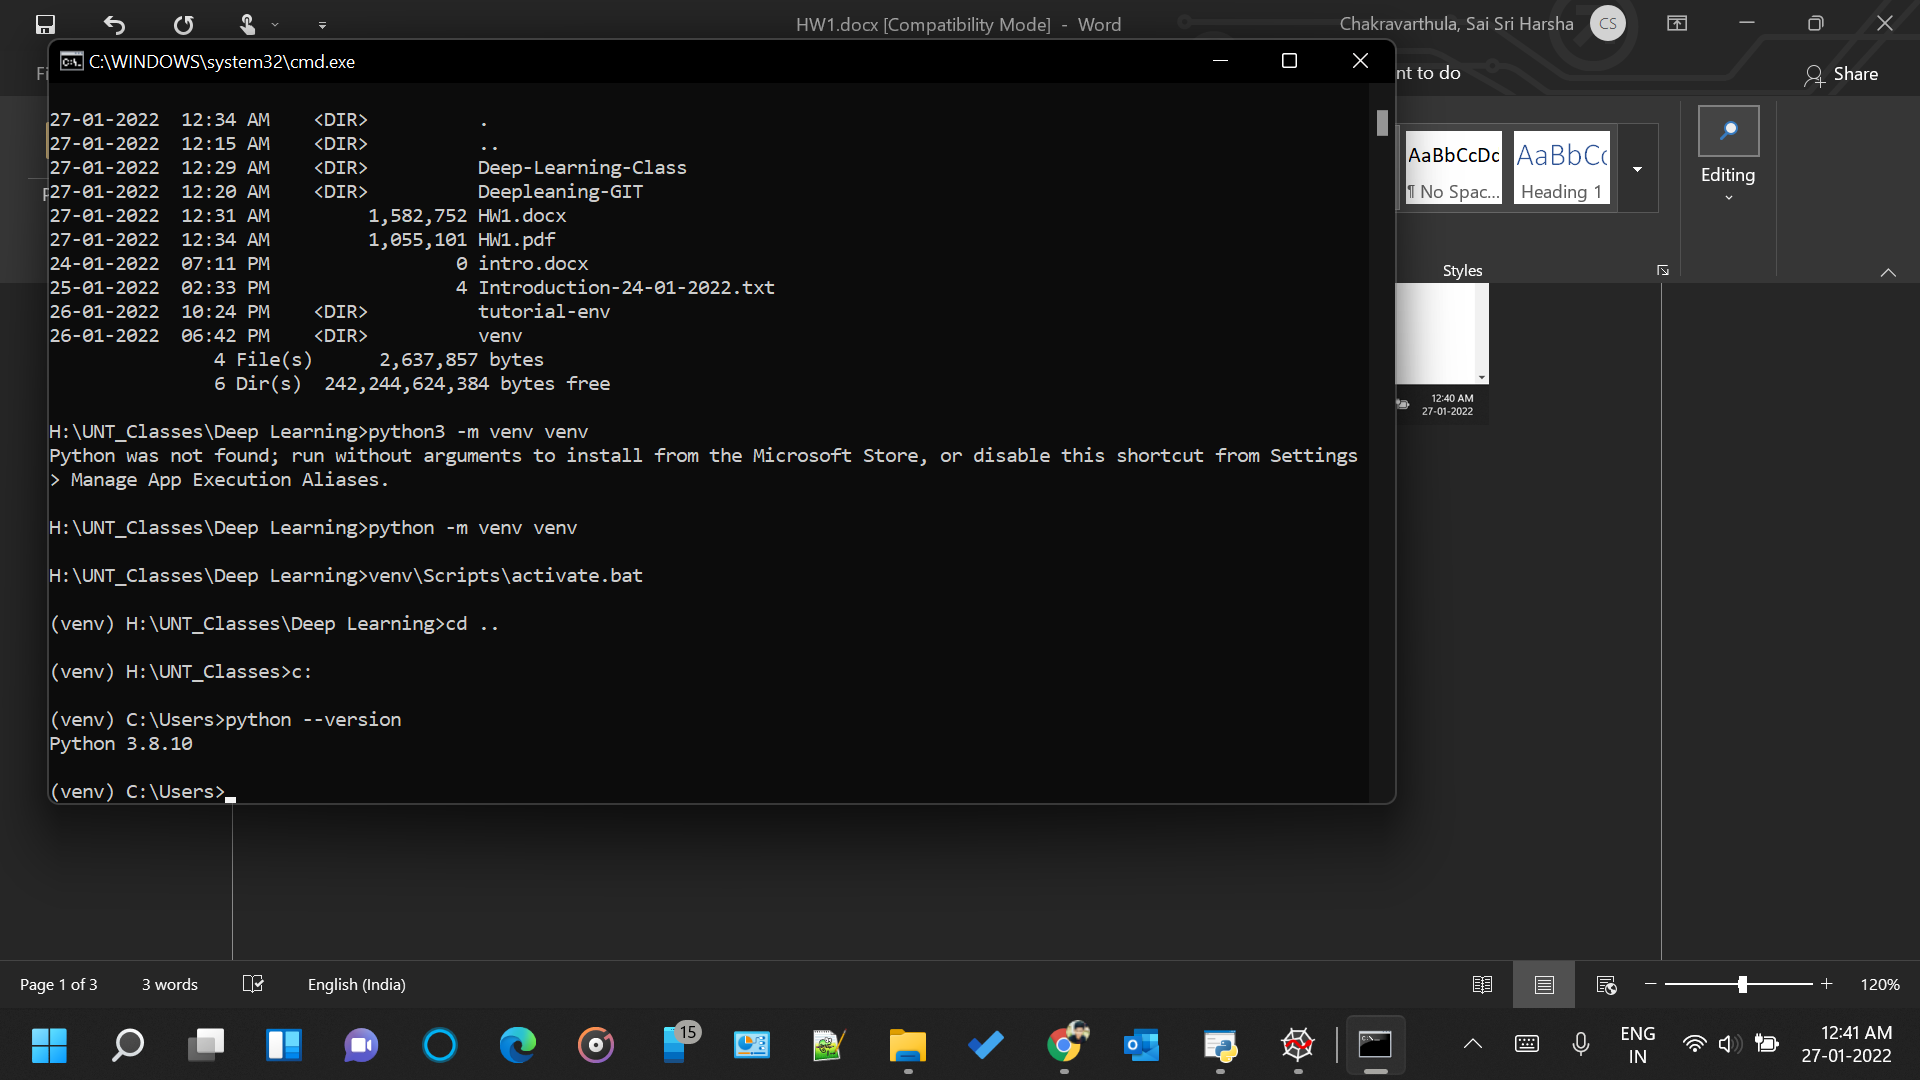 HW1.docx [Compatibility Mode] - Word
Chakravarthula, Sai Sri Harsha
CS
C:\WINDOWS\system32\cmd.exe
nt to do
Share
27-01-2022  12:34 AM    <DIR>          .
27-01-2022  12:15 AM    <DIR>          ..
27-01-2022  12:29 AM    <DIR>          Deep-Learning-Class
27-01-2022  12:20 AM    <DIR>          Deepleaning-GIT
27-01-2022  12:31 AM         1,582,752 HW1.docx
27-01-2022  12:34 AM         1,055,101 HW1.pdf
24-01-2022  07:11 PM                 0 intro.docx
25-01-2022  02:33 PM                 4 Introduction-24-01-2022.txt
26-01-2022  10:24 PM    <DIR>          tutorial-env
26-01-2022  06:42 PM    <DIR>          venv
4 File(s)      2,637,857 bytes
6 Dir(s)  242,244,624,384 bytes free
H:\UNT_Classes\Deep Learning>python3 -m venv venv
Python was not found; run without arguments to install from the Microsoft Store, or disable this shortcut from Settings
> Manage App Execution Aliases.
H:\UNT_Classes\Deep Learning>python -m venv venv
H:\UNT_Classes\Deep Learning>venv\Scripts\activate.bat
(venv) H:\UNT_Classes\Deep Learning>cd ..
(venv) H:\UNT_Classes>c:
(venv) C:\Users>python --version
Python 3.8.10
(venv) C:\Users>
AaBbCcDc
¶ No Spac...
AaBbCc
Heading 1
Editing
Styles
12:40 AM
27-01-2022
Page 1 of 3
3 words
English (India)
120%
15
ENG
IN
12:41 AM
27-01-2022